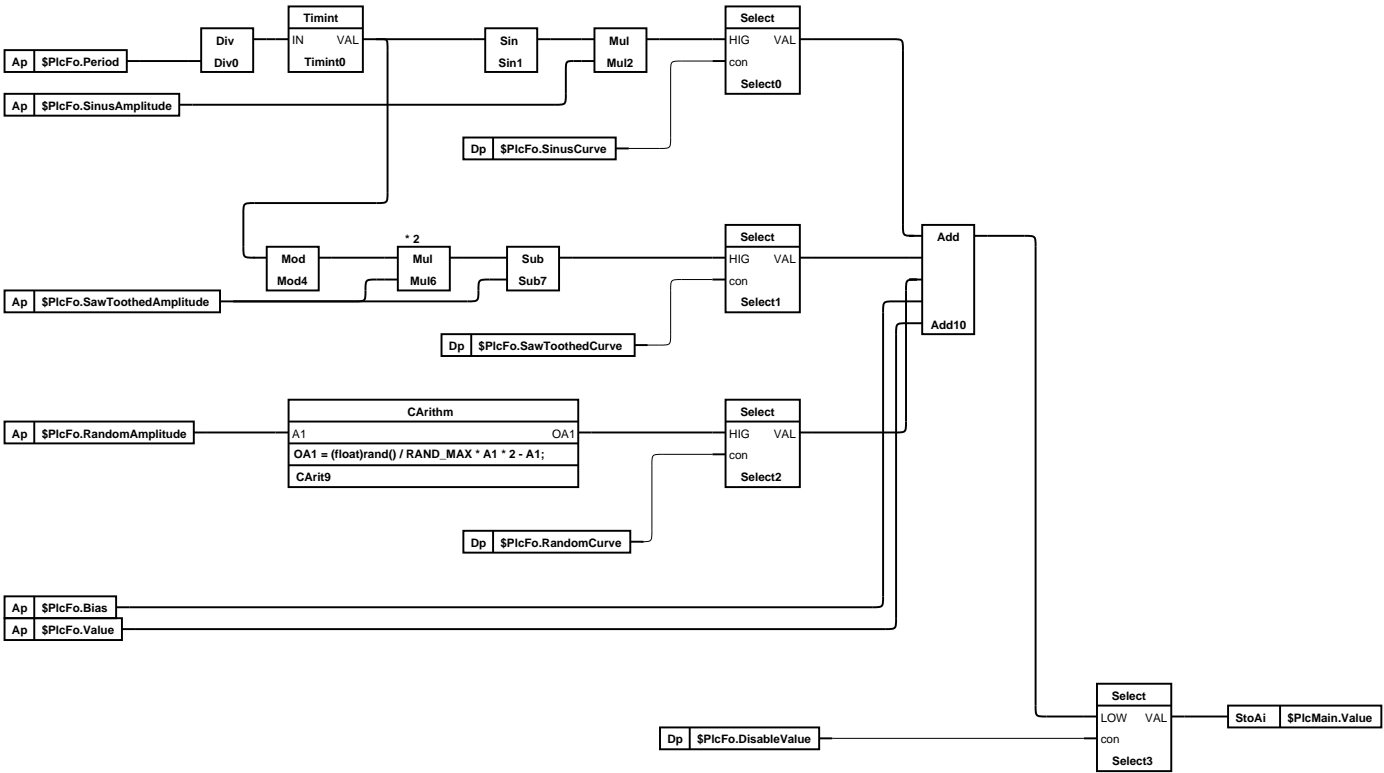 Timint
Select
Div
IN VAL
Sin
Mul
HIG VAL
Ap $PlcFo.Period
Div0
Timint0
Sin1
Mul2
con
Select0
Ap $PlcFo.SinusAmplitude
Dp $PlcFo.SinusCurve
* 2
Select
Add
Mod
Mul
Sub
HIG VAL
Mod4
Mul6
Sub7
con
Ap $PlcFo.SawToothedAmplitude
Select1
Add10
Dp $PlcFo.SawToothedCurve
CArithm
Select
Ap $PlcFo.RandomAmplitude
A1 OA1
HIG VAL
OA1 = (float)rand() / RAND_MAX * A1 * 2 - A1;
con
CArit9
Select2
Dp $PlcFo.RandomCurve
Ap $PlcFo.Bias
Ap $PlcFo.Value
Select
LOW VAL
StoAi $PlcMain.Value
Dp $PlcFo.DisableValue
con
Select3